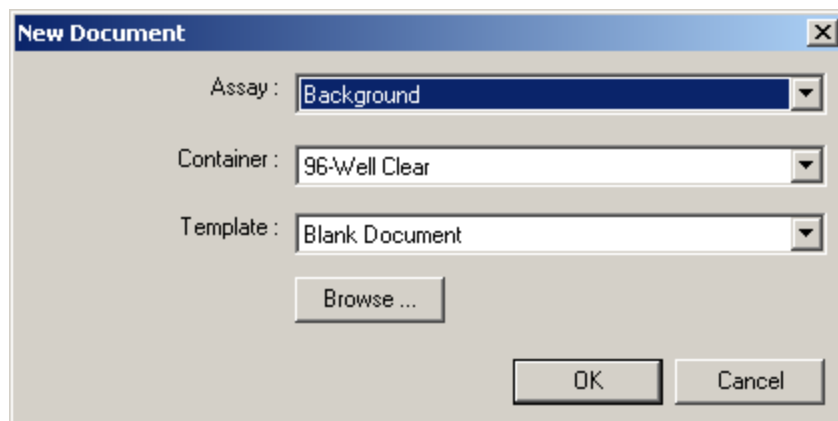 New Document
Assay : Background
Container : 96-Well Clear
Template : Blank Document
Browse ...
OK Cancel